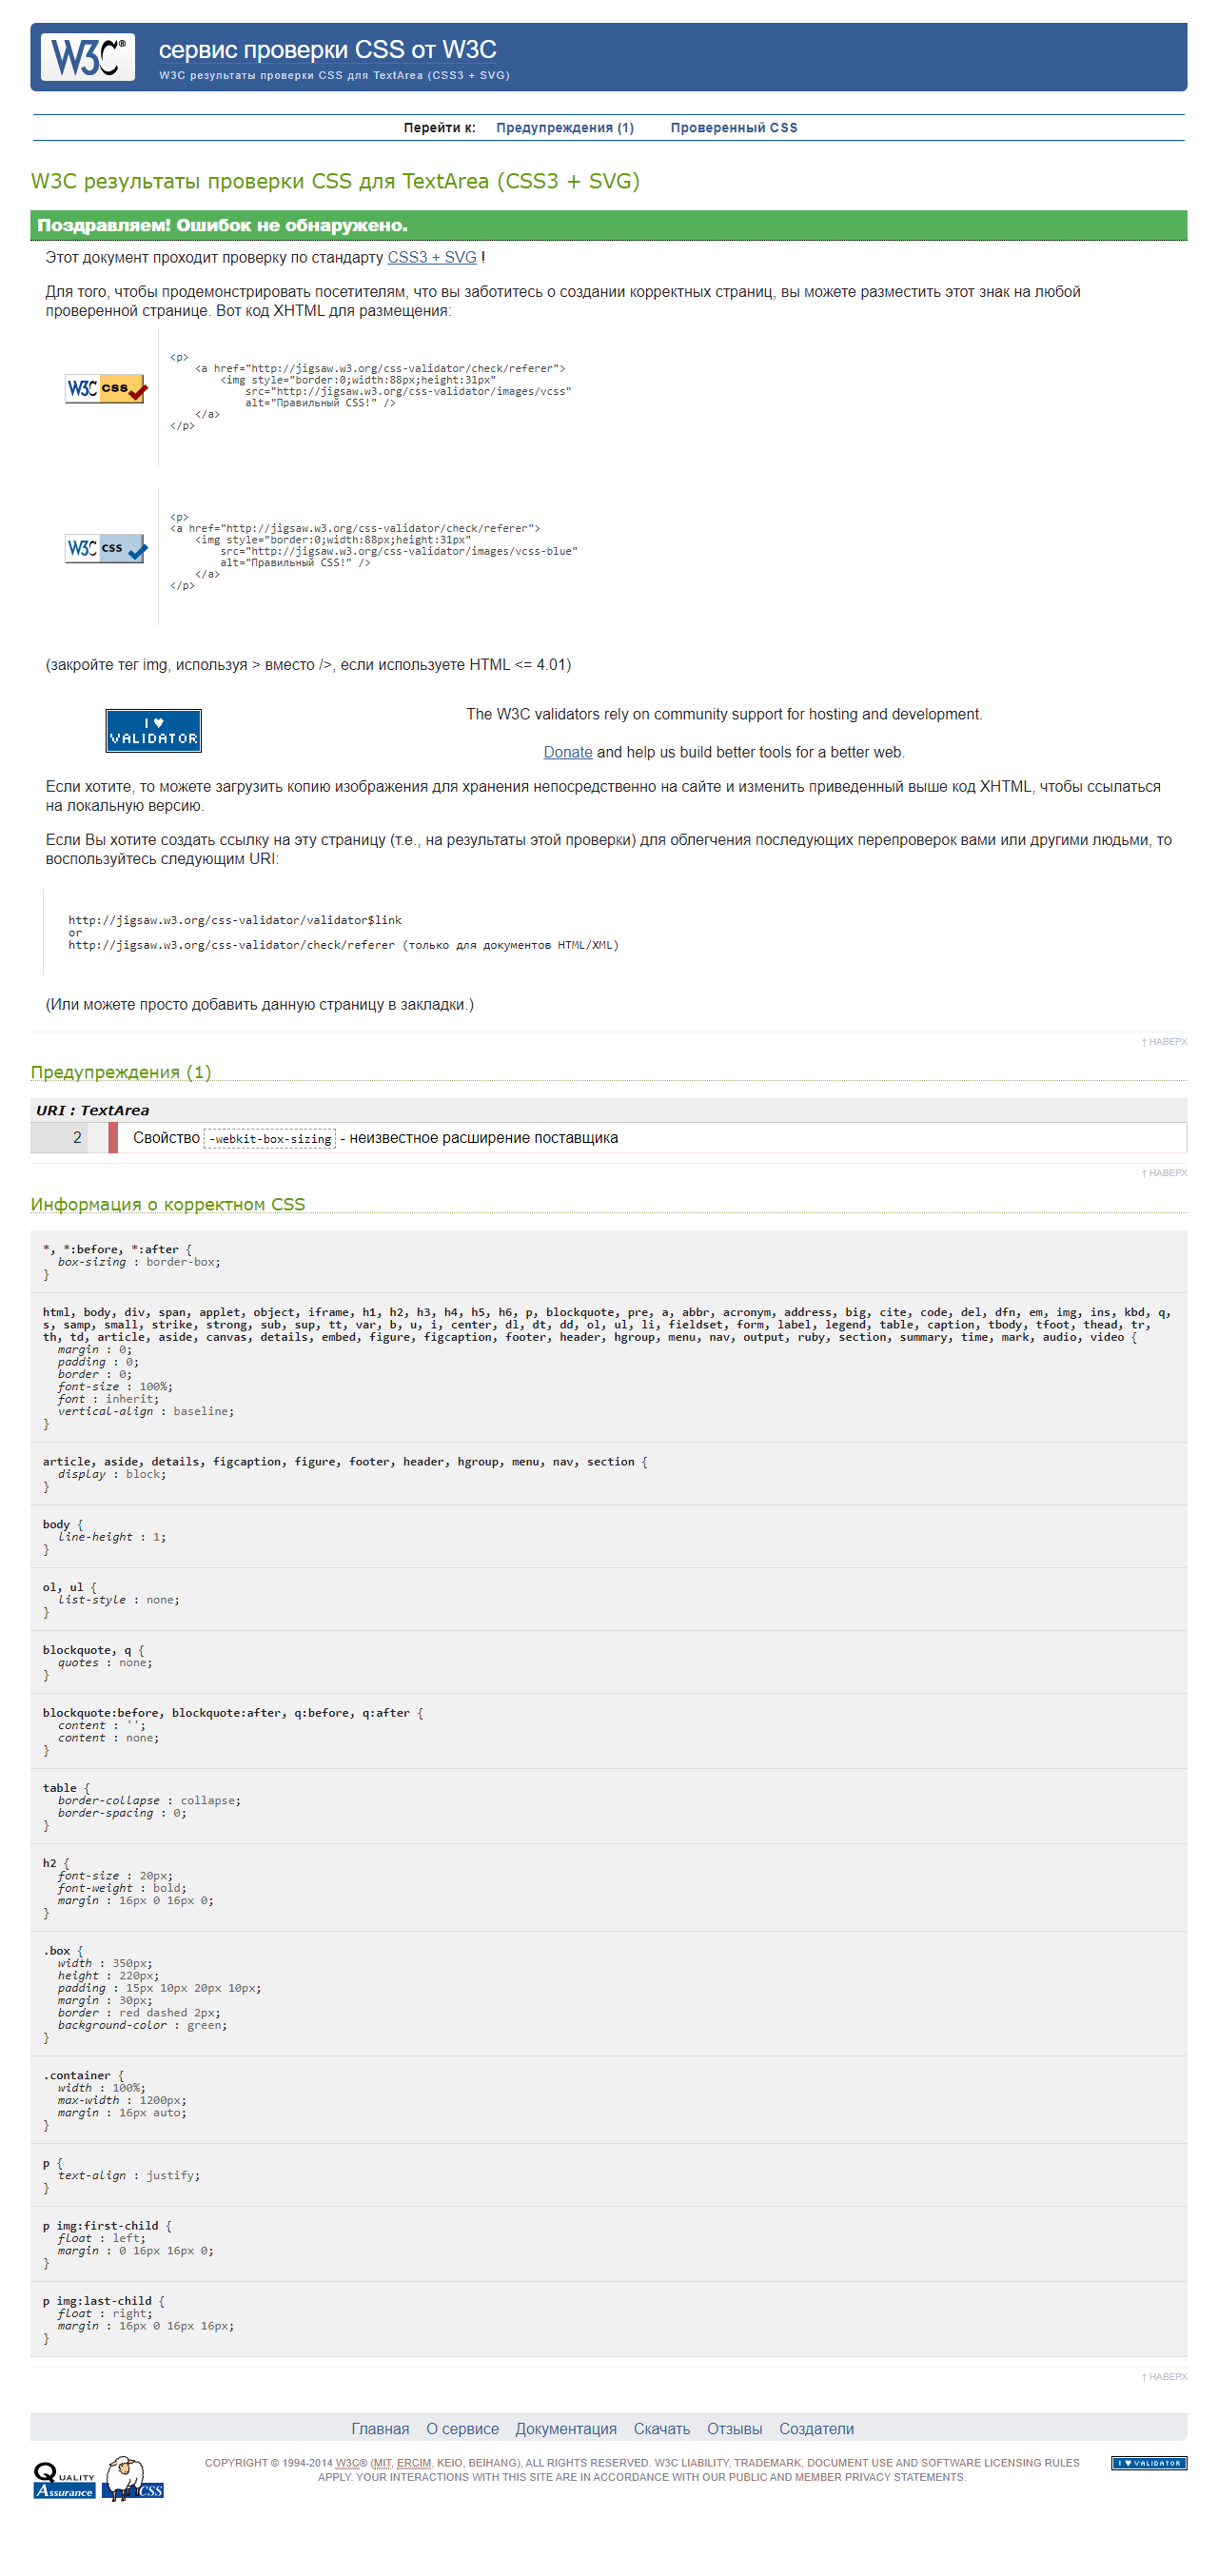 W3C®
сервис проверки CSS от W3C
W3C результаты проверки CSS для TextArea (CSS3 + SVG)
Перейти к: Предупреждения (1) Проверенный CSS
W3C результаты проверки CSS для TextArea (CSS3 + SVG)
Поздравляем! Ошибок не обнаружено.
Этот документ проходит проверку по стандарту CSS3 + SVG !
Для того, чтобы продемонстрировать посетителям, что вы заботитесь о создании корректных страниц, вы можете разместить этот знак на любой
проверенной странице. Вот код XHTML для размещения:
W3C css
<p>
    <a href="http://jigsaw.w3.org/css-validator/check/referer">
        <img style="border:0;width:88px;height:31px"
            src="http://jigsaw.w3.org/css-validator/images/vcss"
            alt="Правильный CSS!" />
    </a>
</p>
W3C css
<p>
<a href="http://jigsaw.w3.org/css-validator/check/referer">
    <img style="border:0;width:88px;height:31px"
        src="http://jigsaw.w3.org/css-validator/images/vcss-blue"
        alt="Правильный CSS!" />
    </a>
</p>
(закройте тег img, используя > вместо />, если используете HTML <= 4.01)
I ♥
VALIDATOR
The W3C validators rely on community support for hosting and development.
Donate and help us build better tools for a better web.
Если хотите, то можете загрузить копию изображения для хранения непосредственно на сайте и изменить приведенный выше код XHTML, чтобы ссылаться
на локальную версию.
Если Вы хотите создать ссылку на эту страницу (т.е., на результаты этой проверки) для облегчения последующих перепроверок вами или другими людьми, то
воспользуйтесь следующим URI:
http://jigsaw.w3.org/css-validator/validator$link
or
http://jigsaw.w3.org/css-validator/check/referer (только для документов HTML/XML)
(Или можете просто добавить данную страницу в закладки.)
↑ НАВЕРХ
Предупреждения (1)
URI : TextArea
2 Свойство -webkit-box-sizing - неизвестное расширение поставщика
↑ НАВЕРХ
Информация о корректном CSS
*, *:before, *:after {
  box-sizing : border-box;
}
html, body, div, span, applet, object, iframe, h1, h2, h3, h4, h5, h6, p, blockquote, pre, a, abbr, acronym, address, big, cite, code, del, dfn, em, img, ins, kbd, q,
s, samp, small, strike, strong, sub, sup, tt, var, b, u, i, center, dl, dt, dd, ol, ul, li, fieldset, form, label, legend, table, caption, tbody, tfoot, thead, tr,
th, td, article, aside, canvas, details, embed, figure, figcaption, footer, header, hgroup, menu, nav, output, ruby, section, summary, time, mark, audio, video {
  margin : 0;
  padding : 0;
  border : 0;
  font-size : 100%;
  font : inherit;
  vertical-align : baseline;
}
article, aside, details, figcaption, figure, footer, header, hgroup, menu, nav, section {
  display : block;
}
body {
  line-height : 1;
}
ol, ul {
  list-style : none;
}
blockquote, q {
  quotes : none;
}
blockquote:before, blockquote:after, q:before, q:after {
  content : '';
  content : none;
}
table {
  border-collapse : collapse;
  border-spacing : 0;
}
h2 {
  font-size : 20px;
  font-weight : bold;
  margin : 16px 0 16px 0;
}
.box {
  width : 350px;
  height : 220px;
  padding : 15px 10px 20px 10px;
  margin : 30px;
  border : red dashed 2px;
  background-color : green;
}
.container {
  width : 100%;
  max-width : 1200px;
  margin : 16px auto;
}
p {
  text-align : justify;
}
p img:first-child {
  float : left;
  margin : 0 16px 16px 0;
}
p img:last-child {
  float : right;
  margin : 16px 0 16px 16px;
}
↑ НАВЕРХ
Главная О сервисе Документация Скачать Отзывы Создатели
QUALITY
Assurance
CSS
COPYRIGHT © 1994-2014 W3C® (MIT, ERCIM, KEIO, BEIHANG), ALL RIGHTS RESERVED. W3C LIABILITY, TRADEMARK, DOCUMENT USE AND SOFTWARE LICENSING RULES
APPLY. YOUR INTERACTIONS WITH THIS SITE ARE IN ACCORDANCE WITH OUR PUBLIC AND MEMBER PRIVACY STATEMENTS.
I ♥ VALIDATOR